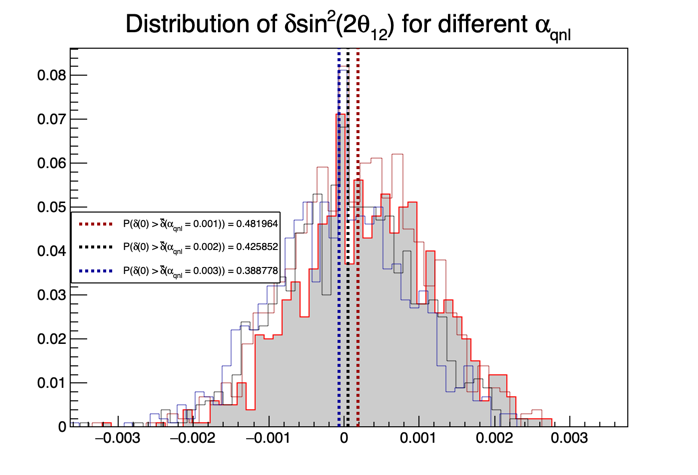 Distribution of δsin²(2θ₁₂) for different α_qnl
0.08
0.07
0.06
0.05
0.04
0.03
0.02
0.01
0
P(δ(0) > δ̄(α_qnl = 0.001)) = 0.481964
P(δ(0) > δ̄(α_qnl = 0.002)) = 0.425852
P(δ(0) > δ̄(α_qnl = 0.003)) = 0.388778
−0.003 −0.002 −0.001 0 0.001 0.002 0.003